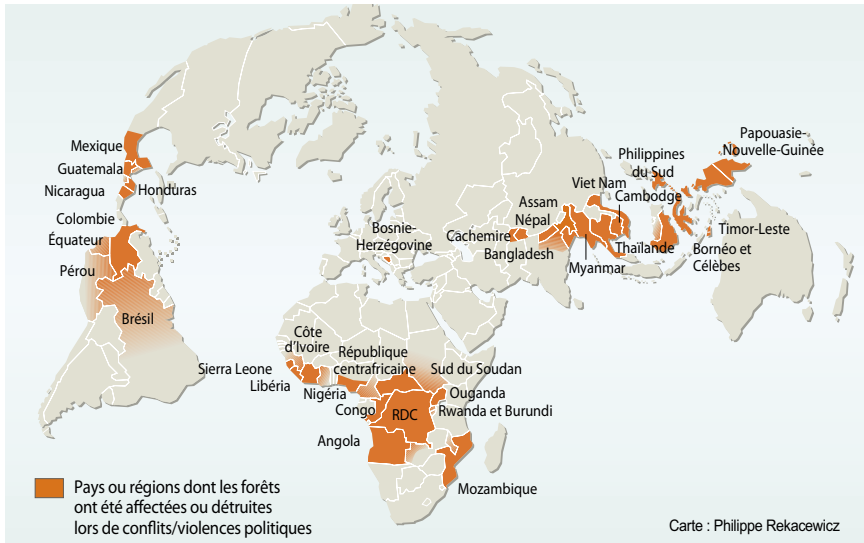 Mexique
Guatemala
Nicaragua
Honduras
Colombie
Équateur
Pérou
Brésil
Bosnie-
Herzégovine
Côte
d'Ivoire
Sierra Leone
Libéria
Nigéria
République
centrafricaine
Sud du Soudan
Congo
RDC
Ouganda
Rwanda et Burundi
Angola
Mozambique
Cachemire
Assam
Népal
Bangladesh
Myanmar
Viet Nam
Cambodge
Thaïlande
Philippines
du Sud
Papouasie-
Nouvelle-Guinée
Timor-Leste
Bornéo et
Célèbes
Pays ou régions dont les forêts
ont été affectées ou détruites
lors de conflits/violences politiques
Carte : Philippe Rekacewicz